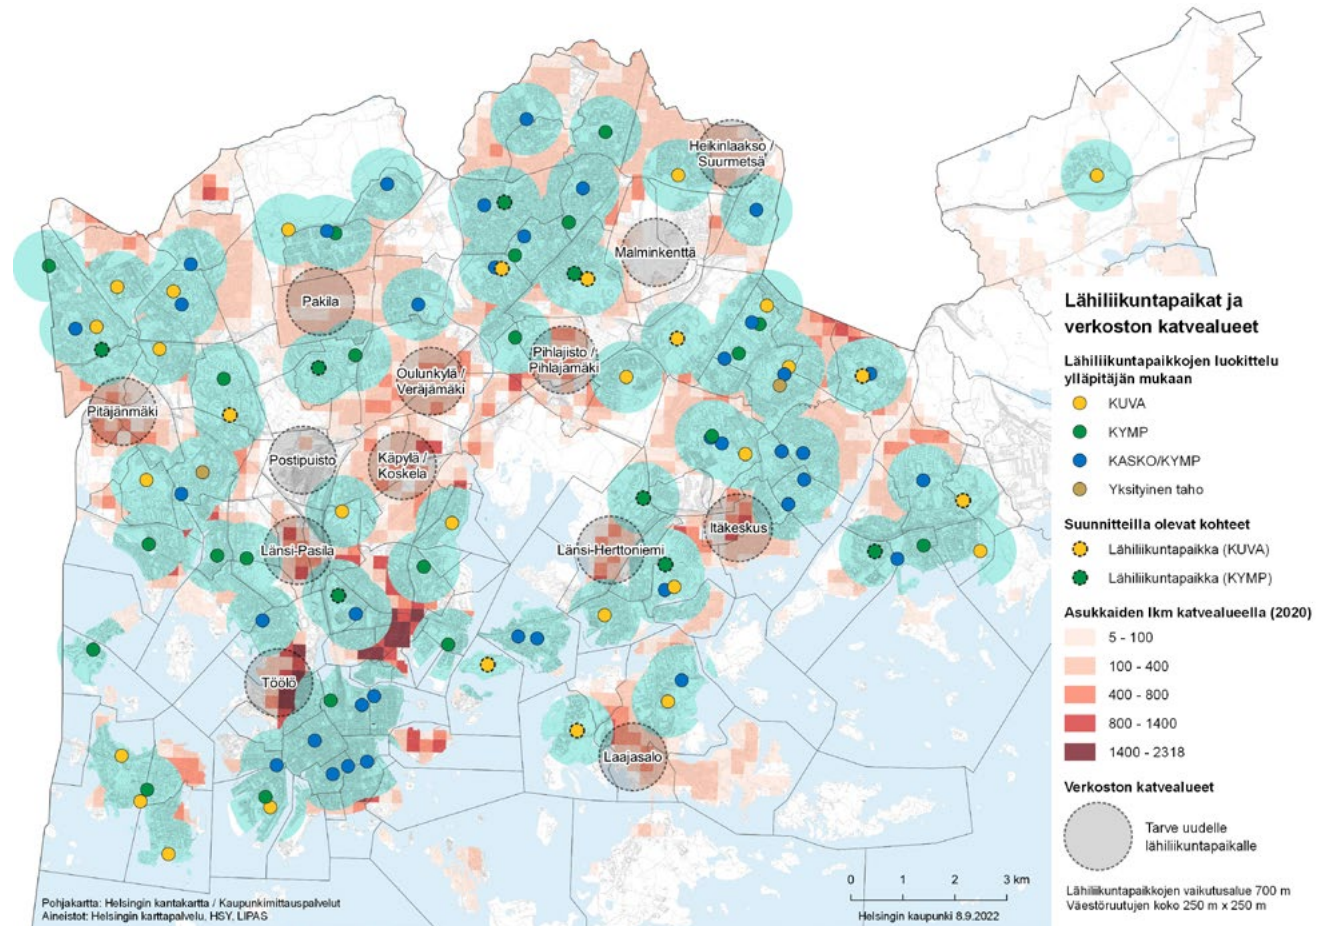 Heikinlaakso /
Suurmetsä
Malminkenttä
Pakila
Pihlajisto /
Pihlajamäki
Oulunkylä /
Veräjämäki
Pitäjänmäki
Postipuisto
Käpylä /
Koskela
Itäkeskus
Länsi-Pasila
Länsi-Herttoniemi
Töölö
Laajasalo
Lähiliikuntapaikat ja
verkoston katvealueet
Lähiliikuntapaikkojen luokittelu
ylläpitäjän mukaan
KUVA
KYMP
KASKO/KYMP
Yksityinen taho
Suunnitteilla olevat kohteet
Lähiliikuntapaikka (KUVA)
Lähiliikuntapaikka (KYMP)
Asukkaiden lkm katvealueella (2020)
5 - 100
100 - 400
400 - 800
800 - 1400
1400 - 2318
Verkoston katvealueet
Tarve uudelle
lähiliikuntapaikalle
Lähiliikuntapaikkojen vaikutusalue 700 m
Väestöruutujen koko 250 m x 250 m
0 1 2 3 km
Helsingin kaupunki 8.9.2022
Pohjakartta: Helsingin kantakartta / Kaupunkimittauspalvelut
Aineistot: Helsingin karttapalvelu, HSY, LIPAS